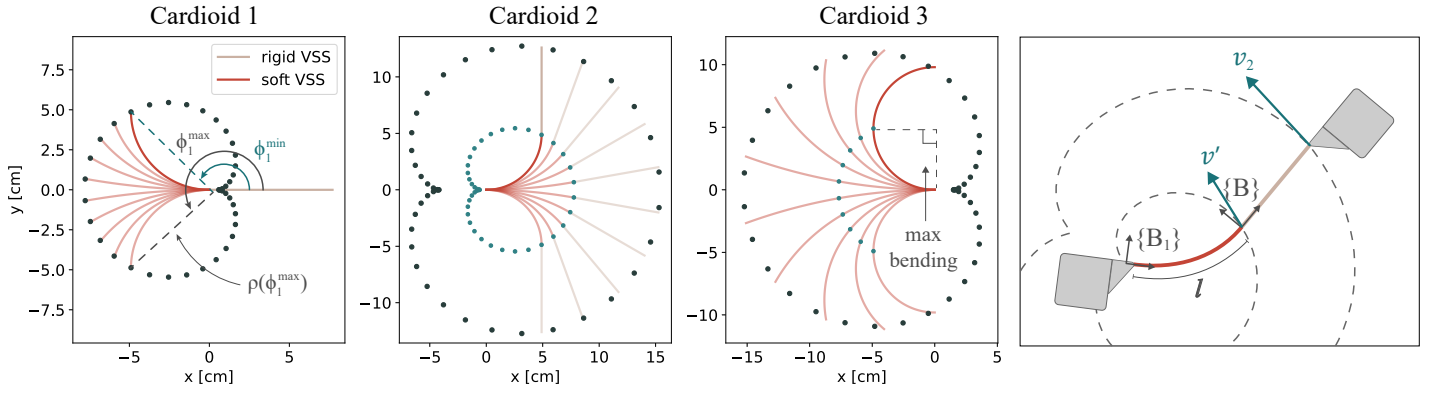 Cardioid 1
Cardioid 2
Cardioid 3
rigid VSS
soft VSS
ϕ₁ᵐᵃˣ
ϕ₁ᵐⁱⁿ
ρ(ϕ₁ᵐᵃˣ)
y [cm]
7.5
5.0
2.5
0.0
−2.5
−5.0
−7.5
−5
0
5
x [cm]
10
5
0
−5
−10
−5
0
5
10
15
x [cm]
max
bending
10
5
0
−5
−10
−15
−10
−5
0
5
x [cm]
v₂
v′
{B}
{B₁}
l